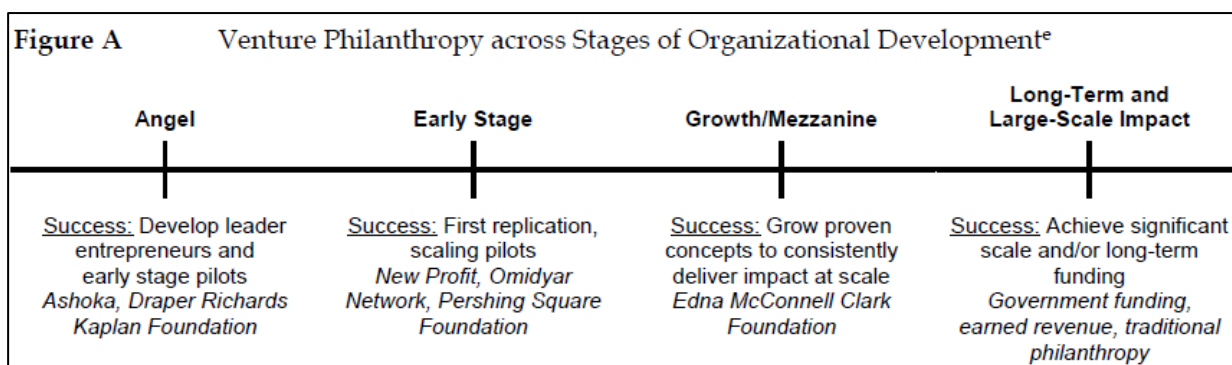 Figure A Venture Philanthropy across Stages of Organizational Developmentᵉ
Angel
Early Stage
Growth/Mezzanine
Long-Term and
Large-Scale Impact
Success: Develop leader
entrepreneurs and
early stage pilots
Ashoka, Draper Richards
Kaplan Foundation
Success: First replication,
scaling pilots
New Profit, Omidyar
Network, Pershing Square
Foundation
Success: Grow proven
concepts to consistently
deliver impact at scale
Edna McConnell Clark
Foundation
Success: Achieve significant
scale and/or long-term
funding
Government funding,
earned revenue, traditional
philanthropy